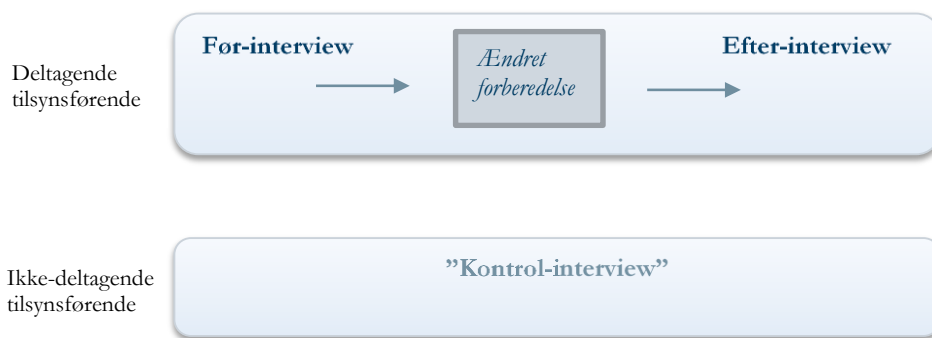 Deltagende
tilsynsførende
Før-interview
Ændret
forberedelse
Efter-interview
Ikke-deltagende
tilsynsførende
”Kontrol-interview”